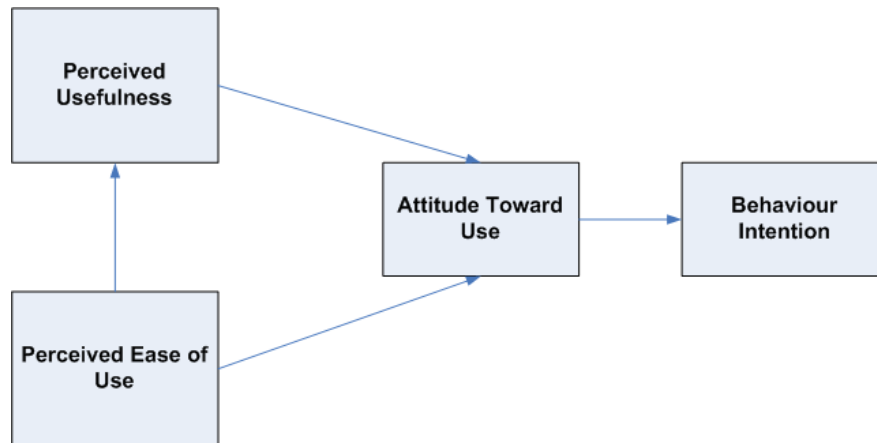 Perceived
Usefulness
Attitude Toward
Use
Behaviour
Intention
Perceived Ease of
Use